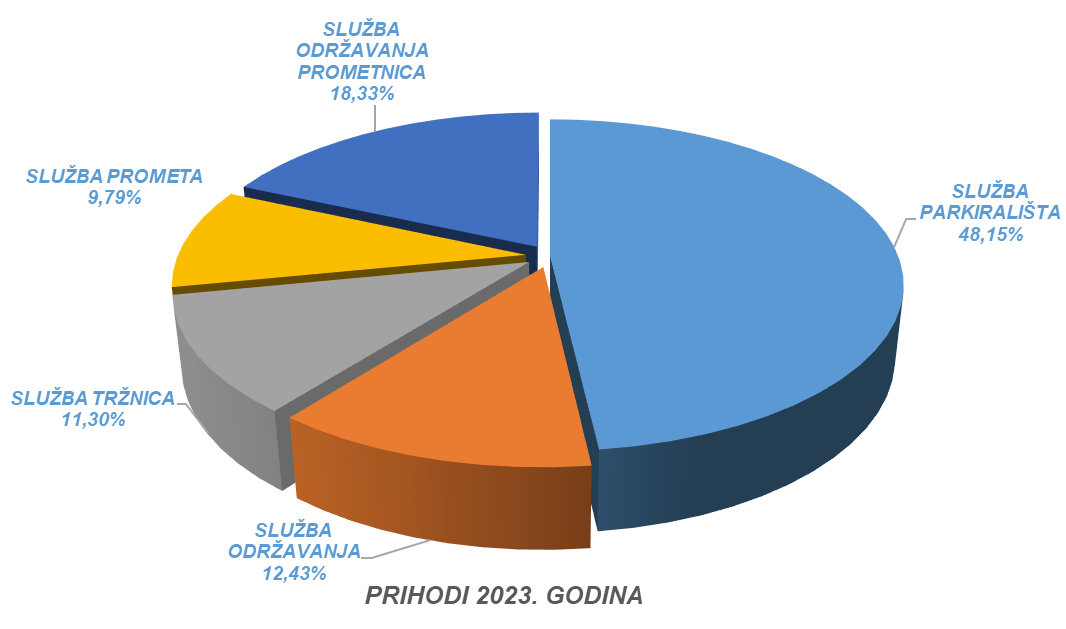 SLUŽBA
ODRŽAVANJA
PROMETNICA
18,33%
SLUŽBA PROMETA
9,79%
SLUŽBA
PARKIRALIŠTA
48,15%
SLUŽBA TRŽNICA
11,30%
SLUŽBA
ODRŽAVANJA
12,43%
PRIHODI 2023. GODINA